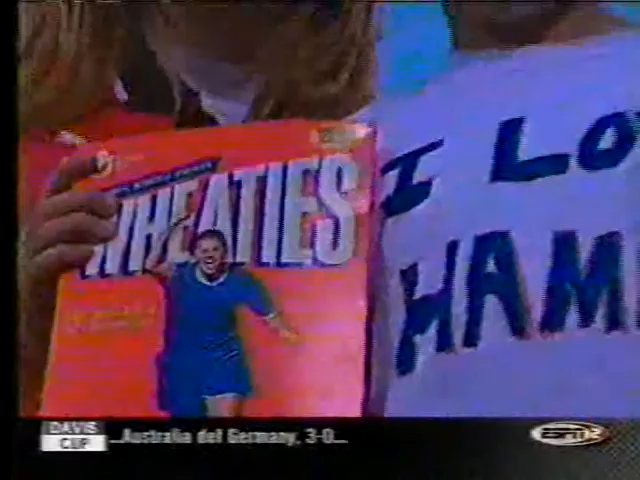 WHEATIES
I LO
HAM
DAVIS
CUP
...Australia def Germany, 3-0...
ESPN2